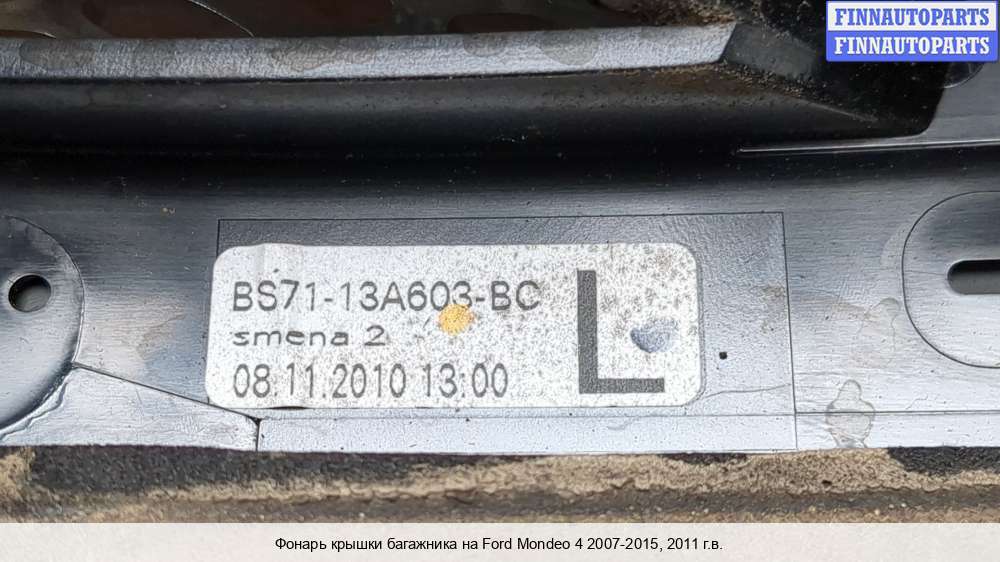 FINNAUTOPARTS
FINNAUTOPARTS
BS71-13A603-BC
smena 2
L
08.11.2010 13:00
Фонарь крышки багажника на Ford Mondeo 4 2007-2015, 2011 г.в.